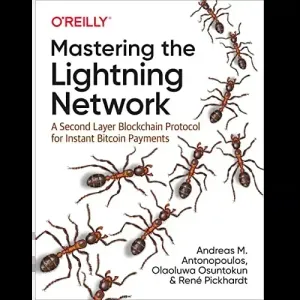 O'REILLY®
Mastering the
Lightning
Network
A Second Layer Blockchain Protocol
for Instant Bitcoin Payments
Andreas M.
Antonopoulos,
Olaoluwa Osuntokun
& René Pickhardt